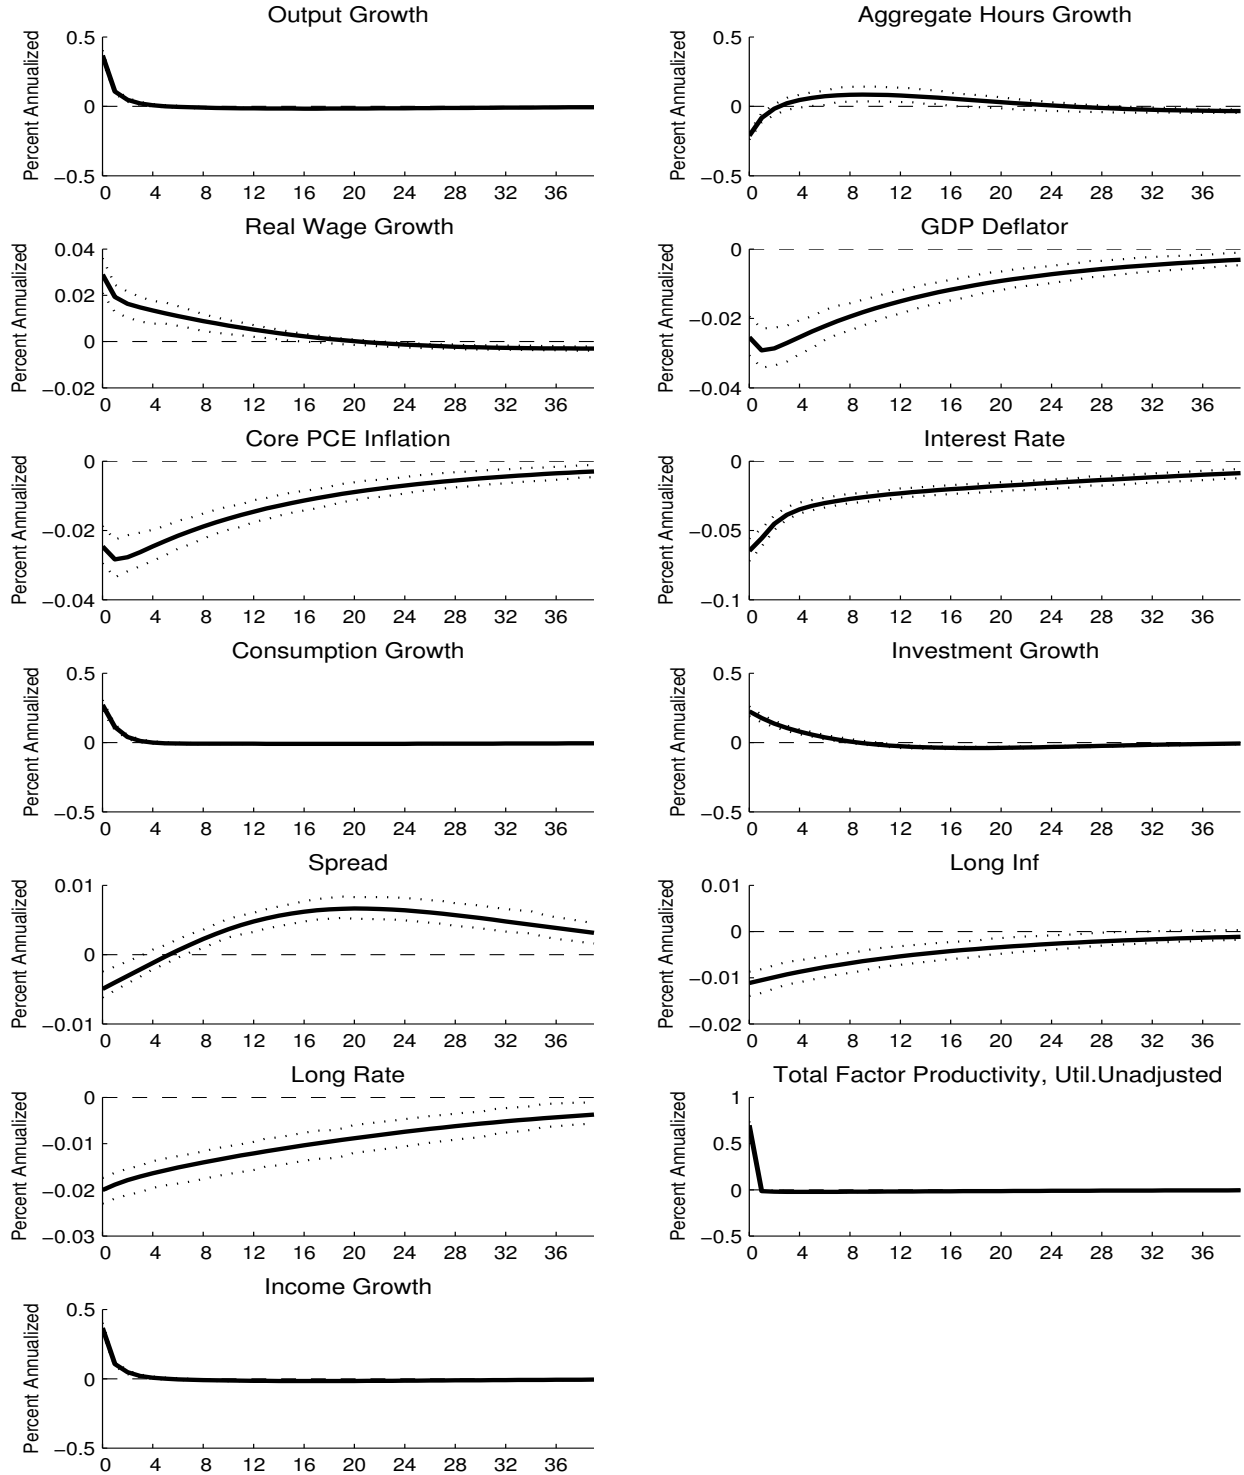 Output Growth
Percent Annualized
0.5
0
−0.5
0 4 8 12 16 20 24 28 32 36
Aggregate Hours Growth
Percent Annualized
0.5
0
−0.5
0 4 8 12 16 20 24 28 32 36
Real Wage Growth
Percent Annualized
0.04
0.02
0
−0.02
0 4 8 12 16 20 24 28 32 36
GDP Deflator
Percent Annualized
0
−0.02
−0.04
0 4 8 12 16 20 24 28 32 36
Core PCE Inflation
Percent Annualized
0
−0.02
−0.04
0 4 8 12 16 20 24 28 32 36
Interest Rate
Percent Annualized
0
−0.05
−0.1
0 4 8 12 16 20 24 28 32 36
Consumption Growth
Percent Annualized
0.5
0
−0.5
0 4 8 12 16 20 24 28 32 36
Investment Growth
Percent Annualized
0.5
0
−0.5
0 4 8 12 16 20 24 28 32 36
Spread
Percent Annualized
0.01
0
−0.01
0 4 8 12 16 20 24 28 32 36
Long Inf
Percent Annualized
0.01
0
−0.01
−0.02
0 4 8 12 16 20 24 28 32 36
Long Rate
Percent Annualized
0
−0.01
−0.02
−0.03
0 4 8 12 16 20 24 28 32 36
Total Factor Productivity, Util.Unadjusted
Percent Annualized
1
0.5
0
−0.5
0 4 8 12 16 20 24 28 32 36
Income Growth
Percent Annualized
0.5
0
−0.5
0 4 8 12 16 20 24 28 32 36